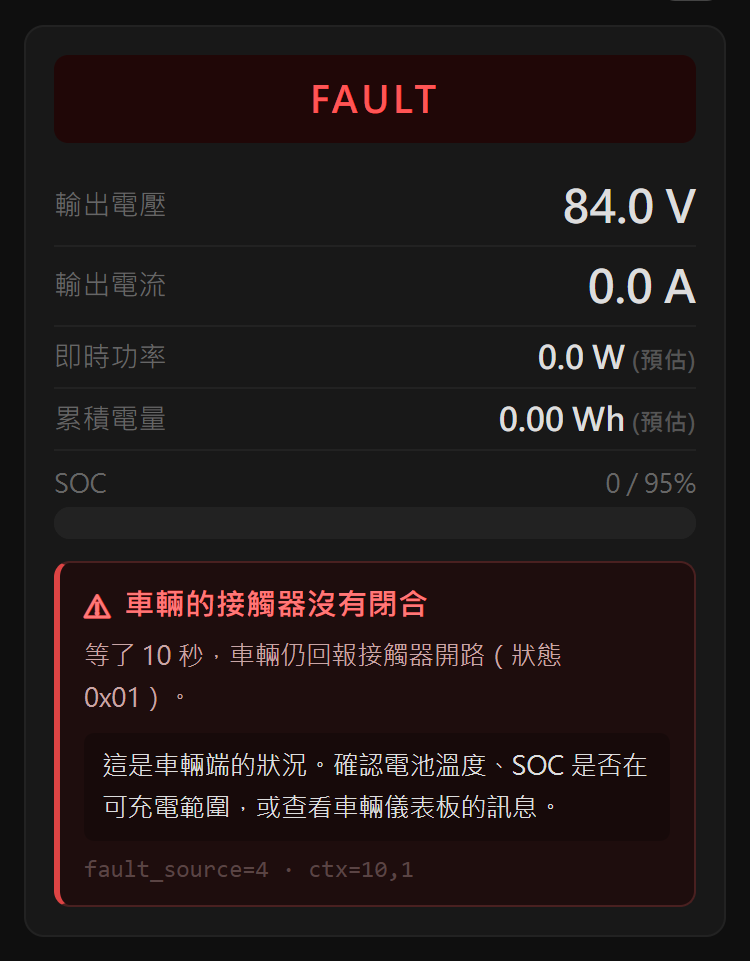 FAULT
輸出電壓 84.0 V
輸出電流 0.0 A
即時功率 0.0 W (預估)
累積電量 0.00 Wh (預估)
SOC 0 / 95%
⚠ 車輛的接觸器沒有閉合
等了 10 秒，車輛仍回報接觸器開路（狀態
0x01）。
這是車輛端的狀況。確認電池溫度、SOC 是否在
可充電範圍，或查看車輛儀表板的訊息。
fault_source=4 · ctx=10,1